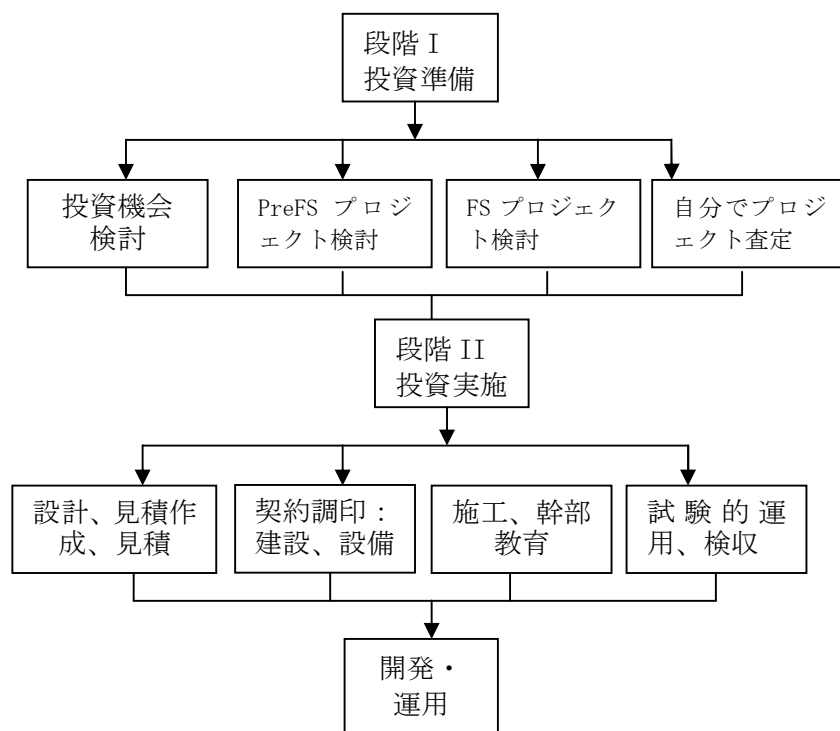 段階 I
投資準備
投資機会
検討
PreFS プロジ
ェクト検討
FS プロジェク
ト検討
自分でプロジ
ェクト査定
段階 II
投資実施
設計、見積作
成、見積
契約調印：
建設、設備
施工、幹部
教育
試験的運
用、検収
開発・
運用